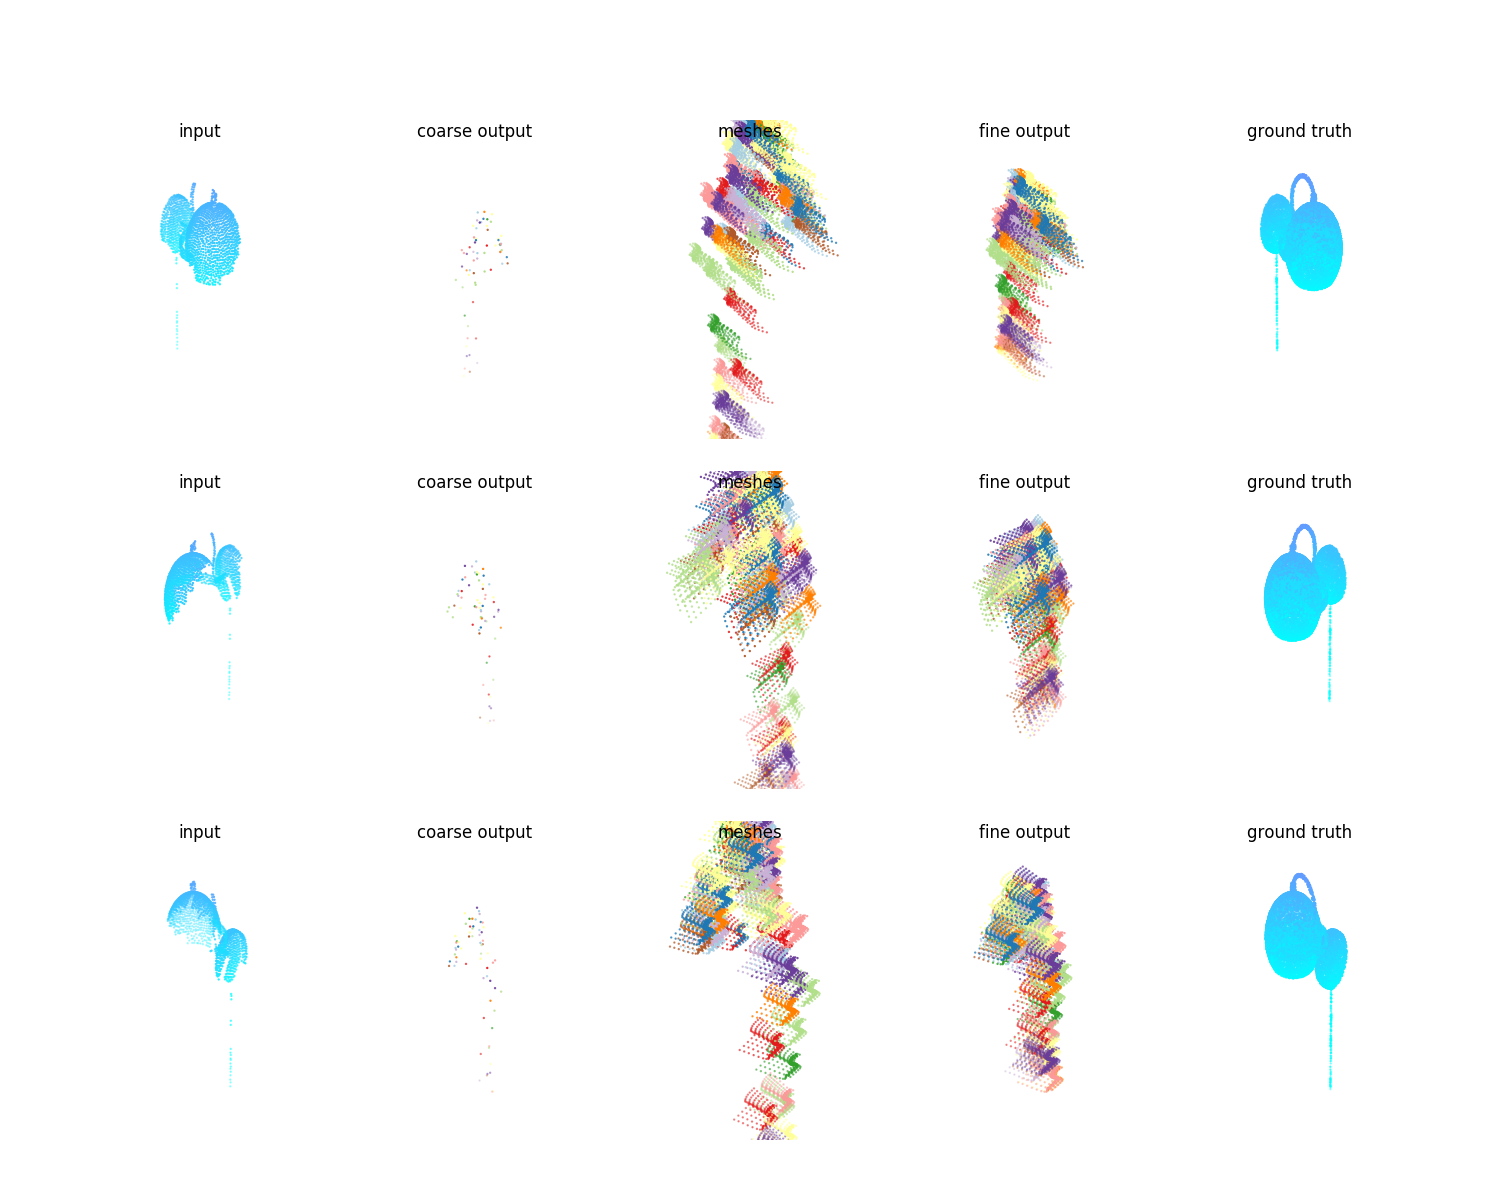 input
coarse output
meshes
fine output
ground truth
input
coarse output
meshes
fine output
ground truth
input
coarse output
meshes
fine output
ground truth